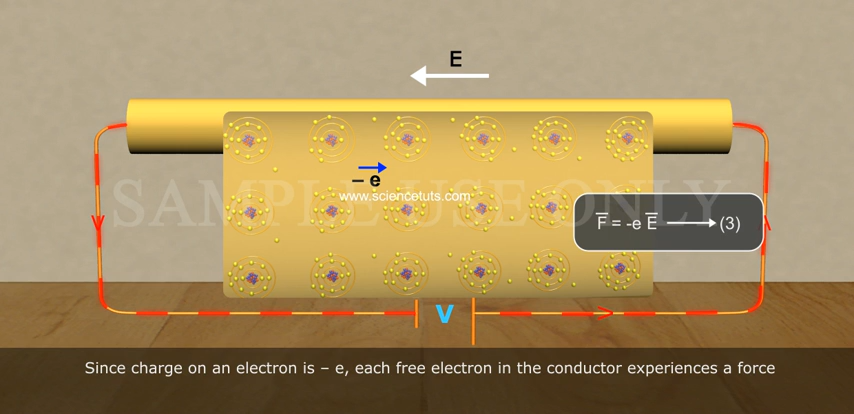 E
– e
www.sciencetuts.com
SAMPLE USE ONLY
F̅ = -e E̅ ⟶ (3)
V
Since charge on an electron is – e, each free electron in the conductor experiences a force